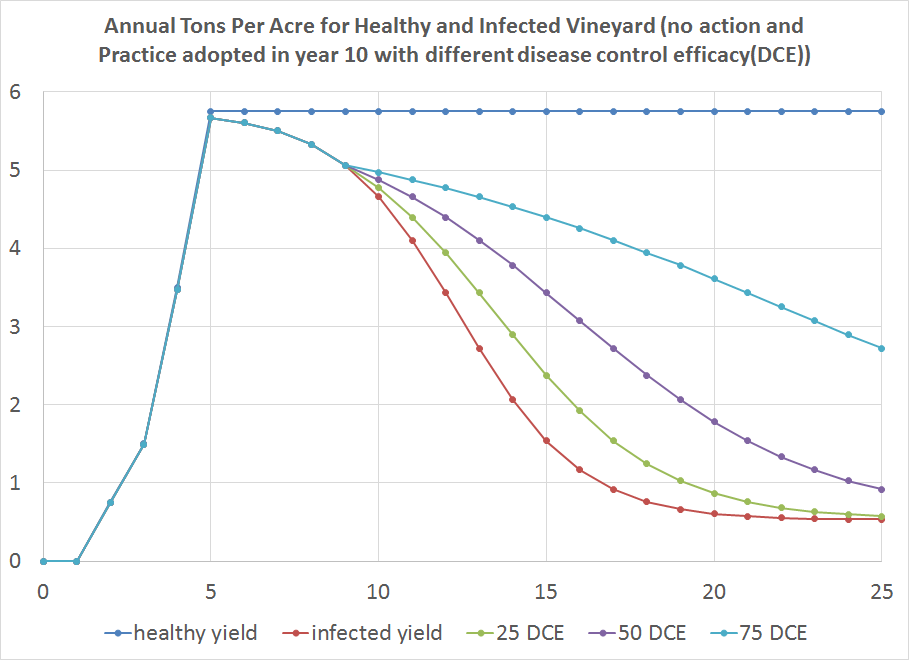 Annual Tons Per Acre for Healthy and Infected Vineyard (no action and
Practice adopted in year 10 with different disease control efficacy(DCE))
6
5
4
3
2
1
0
0 5 10 15 20 25
healthy yield infected yield 25 DCE 50 DCE 75 DCE